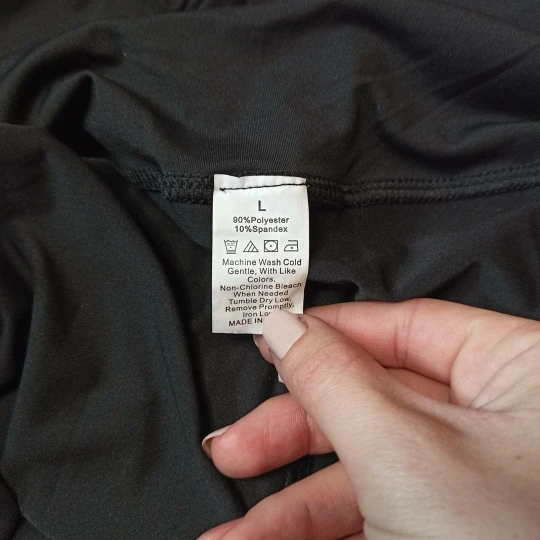 L
90%Polyester
10%Spandex
Machine Wash Cold
Gentle, With Like
Colors,
Non-Chlorine Bleach
When Needed
Tumble Dry Low,
Remove Promptly,
Iron
MADE IN